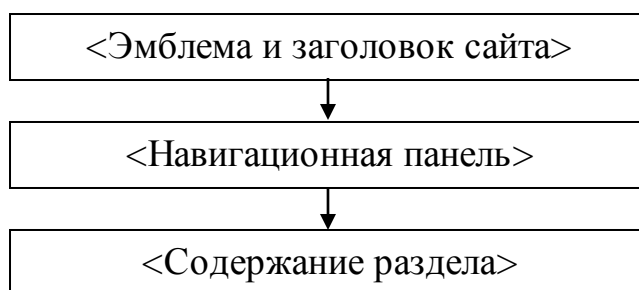 <Эмблема и заголовок сайта>
<Навигационная панель>
<Содержание раздела>